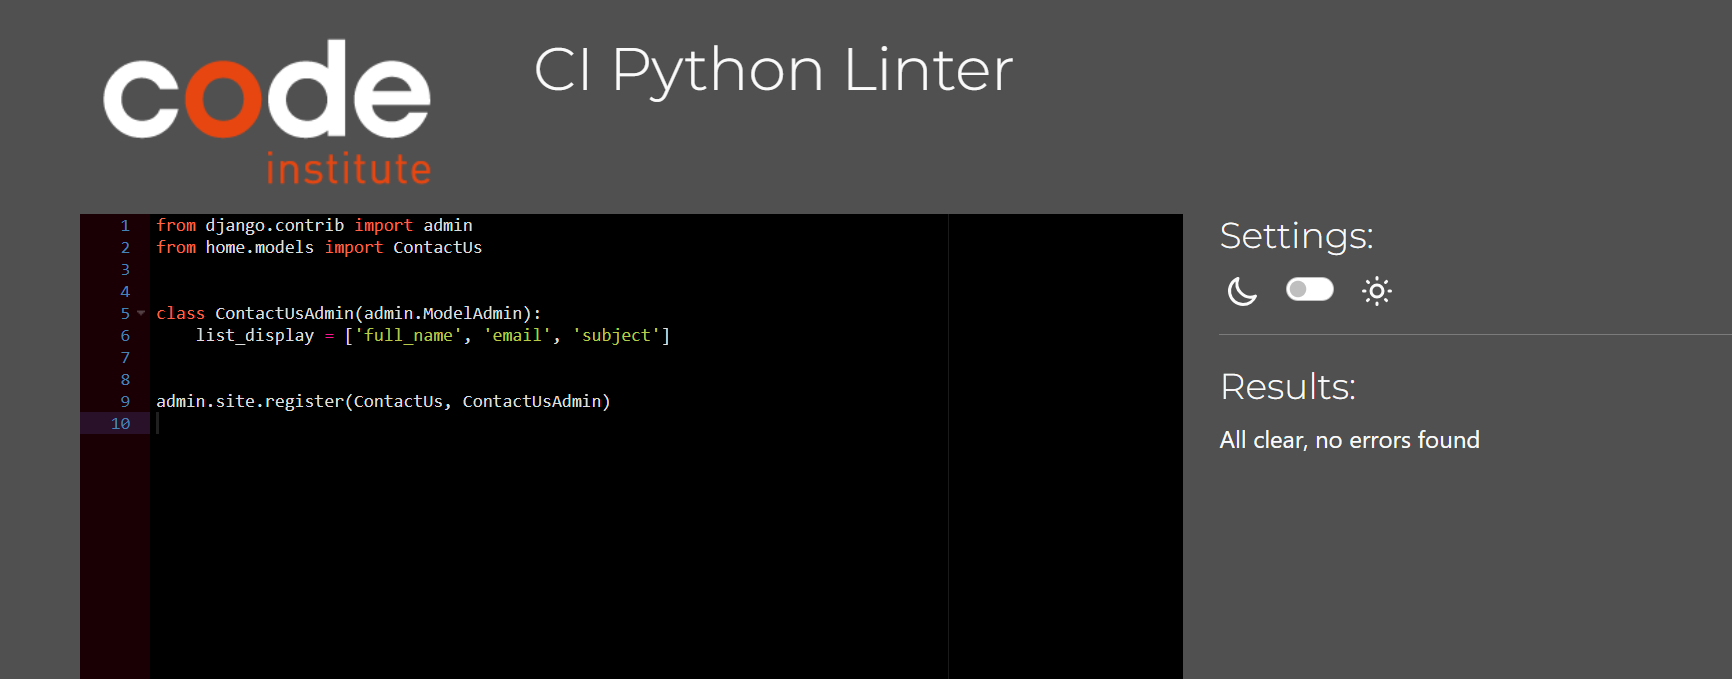 code
institute
CI Python Linter
1 from django.contrib import admin
2 from home.models import ContactUs
3
4
5 class ContactUsAdmin(admin.ModelAdmin):
6     list_display = ['full_name', 'email', 'subject']
7
8
9 admin.site.register(ContactUs, ContactUsAdmin)
10
Settings:
Results:
All clear, no errors found